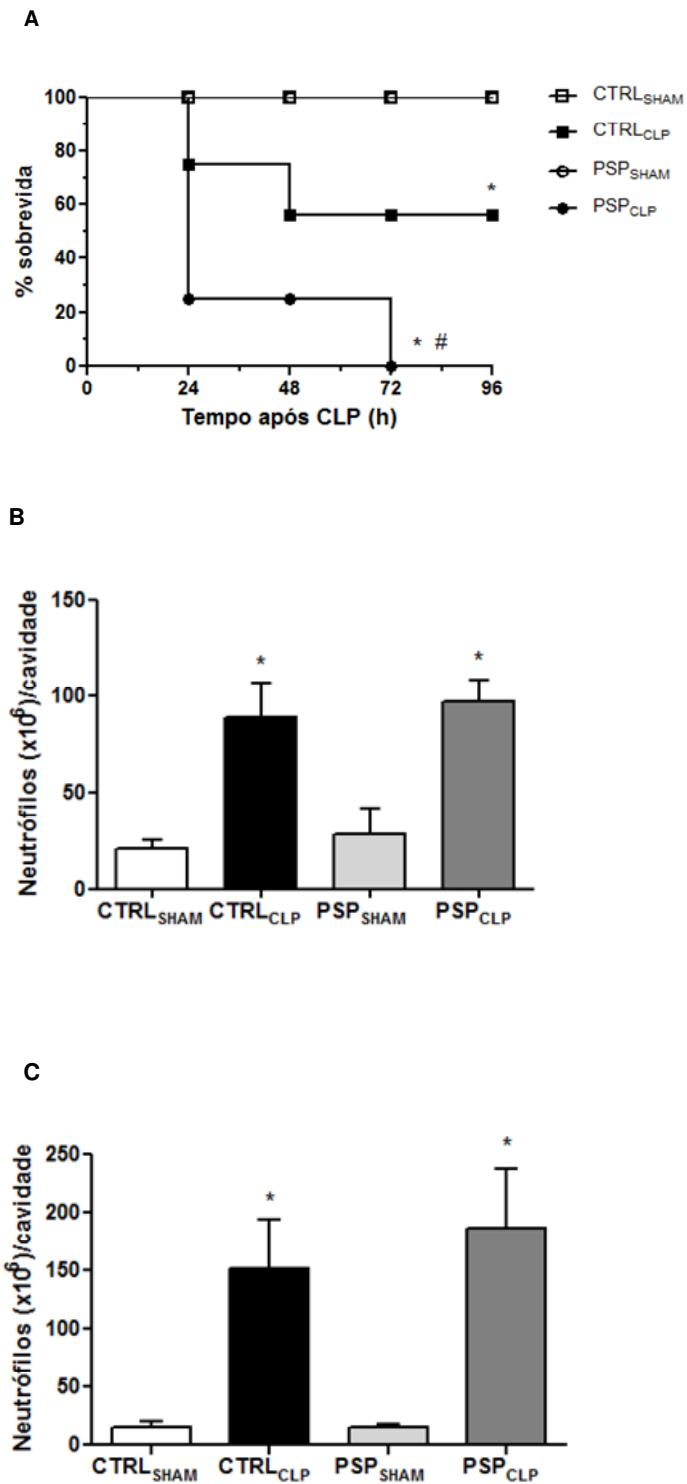 A
% sobrevida
100
80
60
40
20
0
*
* #
0 24 48 72 96
Tempo após CLP (h)
CTRLSHAM
CTRLCLP
PSPSHAM
PSPCLP
B
Neutrófilos (x10⁶)/cavidade
150
100
50
0
*
*
CTRLSHAM CTRLCLP PSPSHAM PSPCLP
C
Neutrófilos (x10⁶)/cavidade
250
200
150
100
50
0
*
*
CTRLSHAM CTRLCLP PSPSHAM PSPCLP